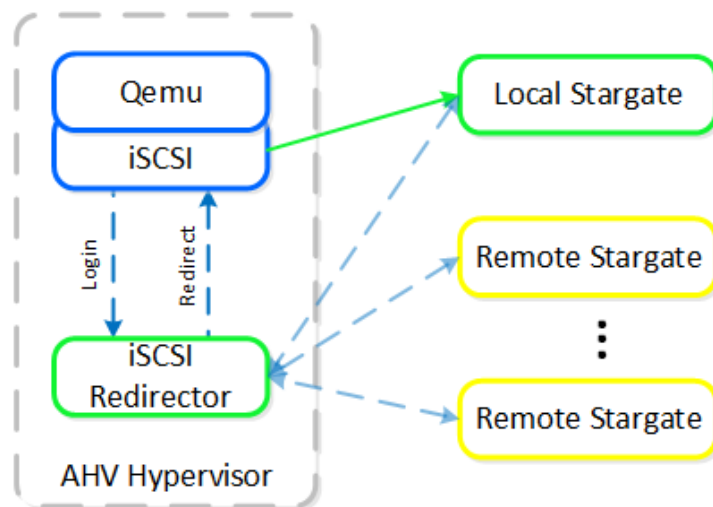 Qemu
iSCSI
Login
Redirect
iSCSI
Redirector
AHV Hypervisor
Local Stargate
Remote Stargate
Remote Stargate